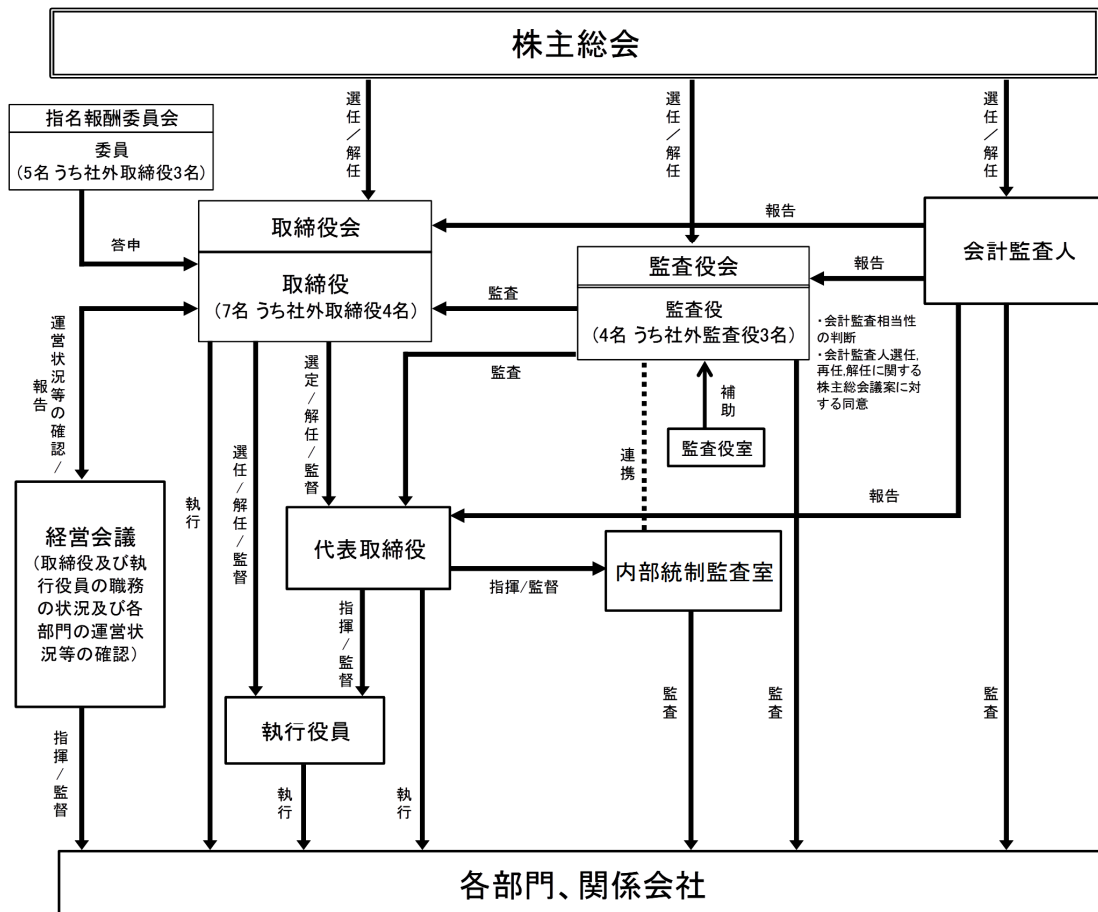 株主総会
選任/解任
選任/解任
選任/解任
指名報酬委員会
委員
(5名 うち社外取締役3名)
答申
取締役会
取締役
(7名 うち社外取締役4名)
報告
会計監査人
監査役会
監査役
(4名 うち社外監査役3名)
報告
監査
監査
・会計監査相当性
の判断
・会計監査人選任,
再任,解任に関する
株主総会議案に対
する同意
補助
監査役室
連携
報告
運営状況等の確認/
報告
執行
選任/解任/監督
選定/解任/監督
経営会議
(取締役及び執
行役員の職務
の状況及び各
部門の運営状
況等の確認)
代表取締役
指揮/監督
内部統制監査室
指揮/監督
執行役員
指揮/監督
執行
執行
監査
監査
監査
各部門、関係会社